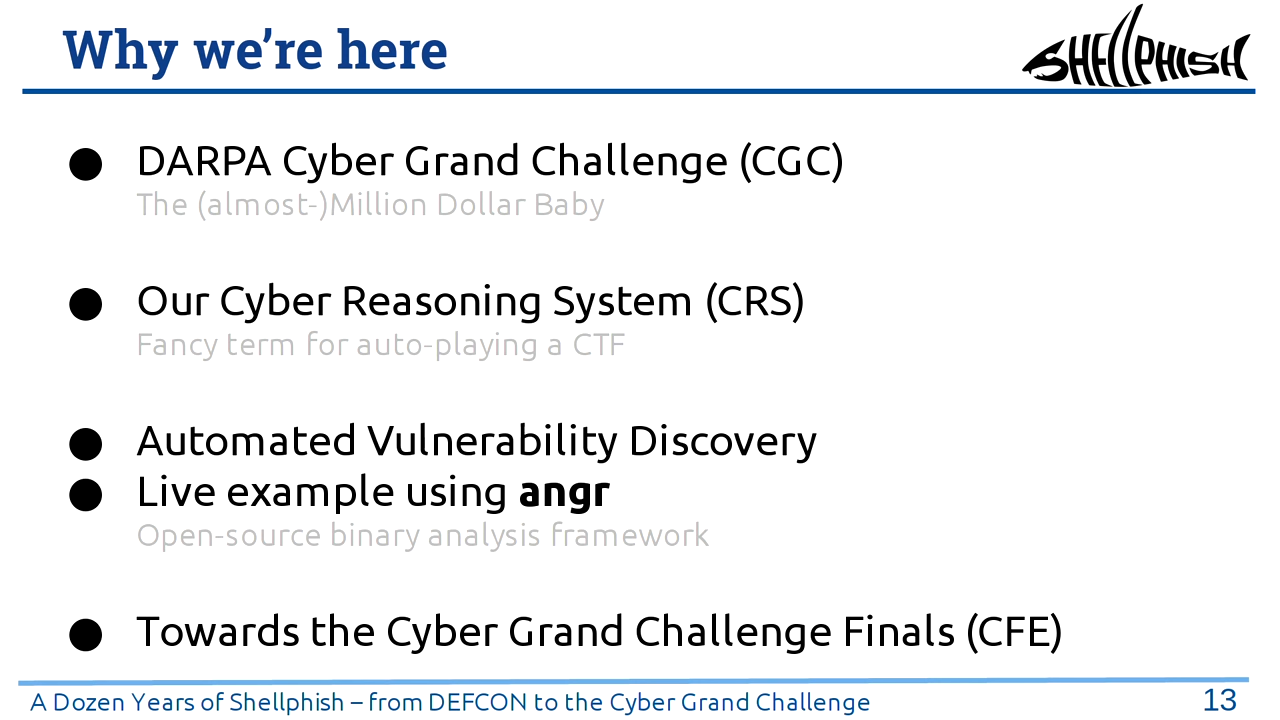 Why we’re here
SHELLPHISH
● DARPA Cyber Grand Challenge (CGC)
The (almost-)Million Dollar Baby
● Our Cyber Reasoning System (CRS)
Fancy term for auto-playing a CTF
● Automated Vulnerability Discovery
● Live example using angr
Open-source binary analysis framework
● Towards the Cyber Grand Challenge Finals (CFE)
A Dozen Years of Shellphish – from DEFCON to the Cyber Grand Challenge
13